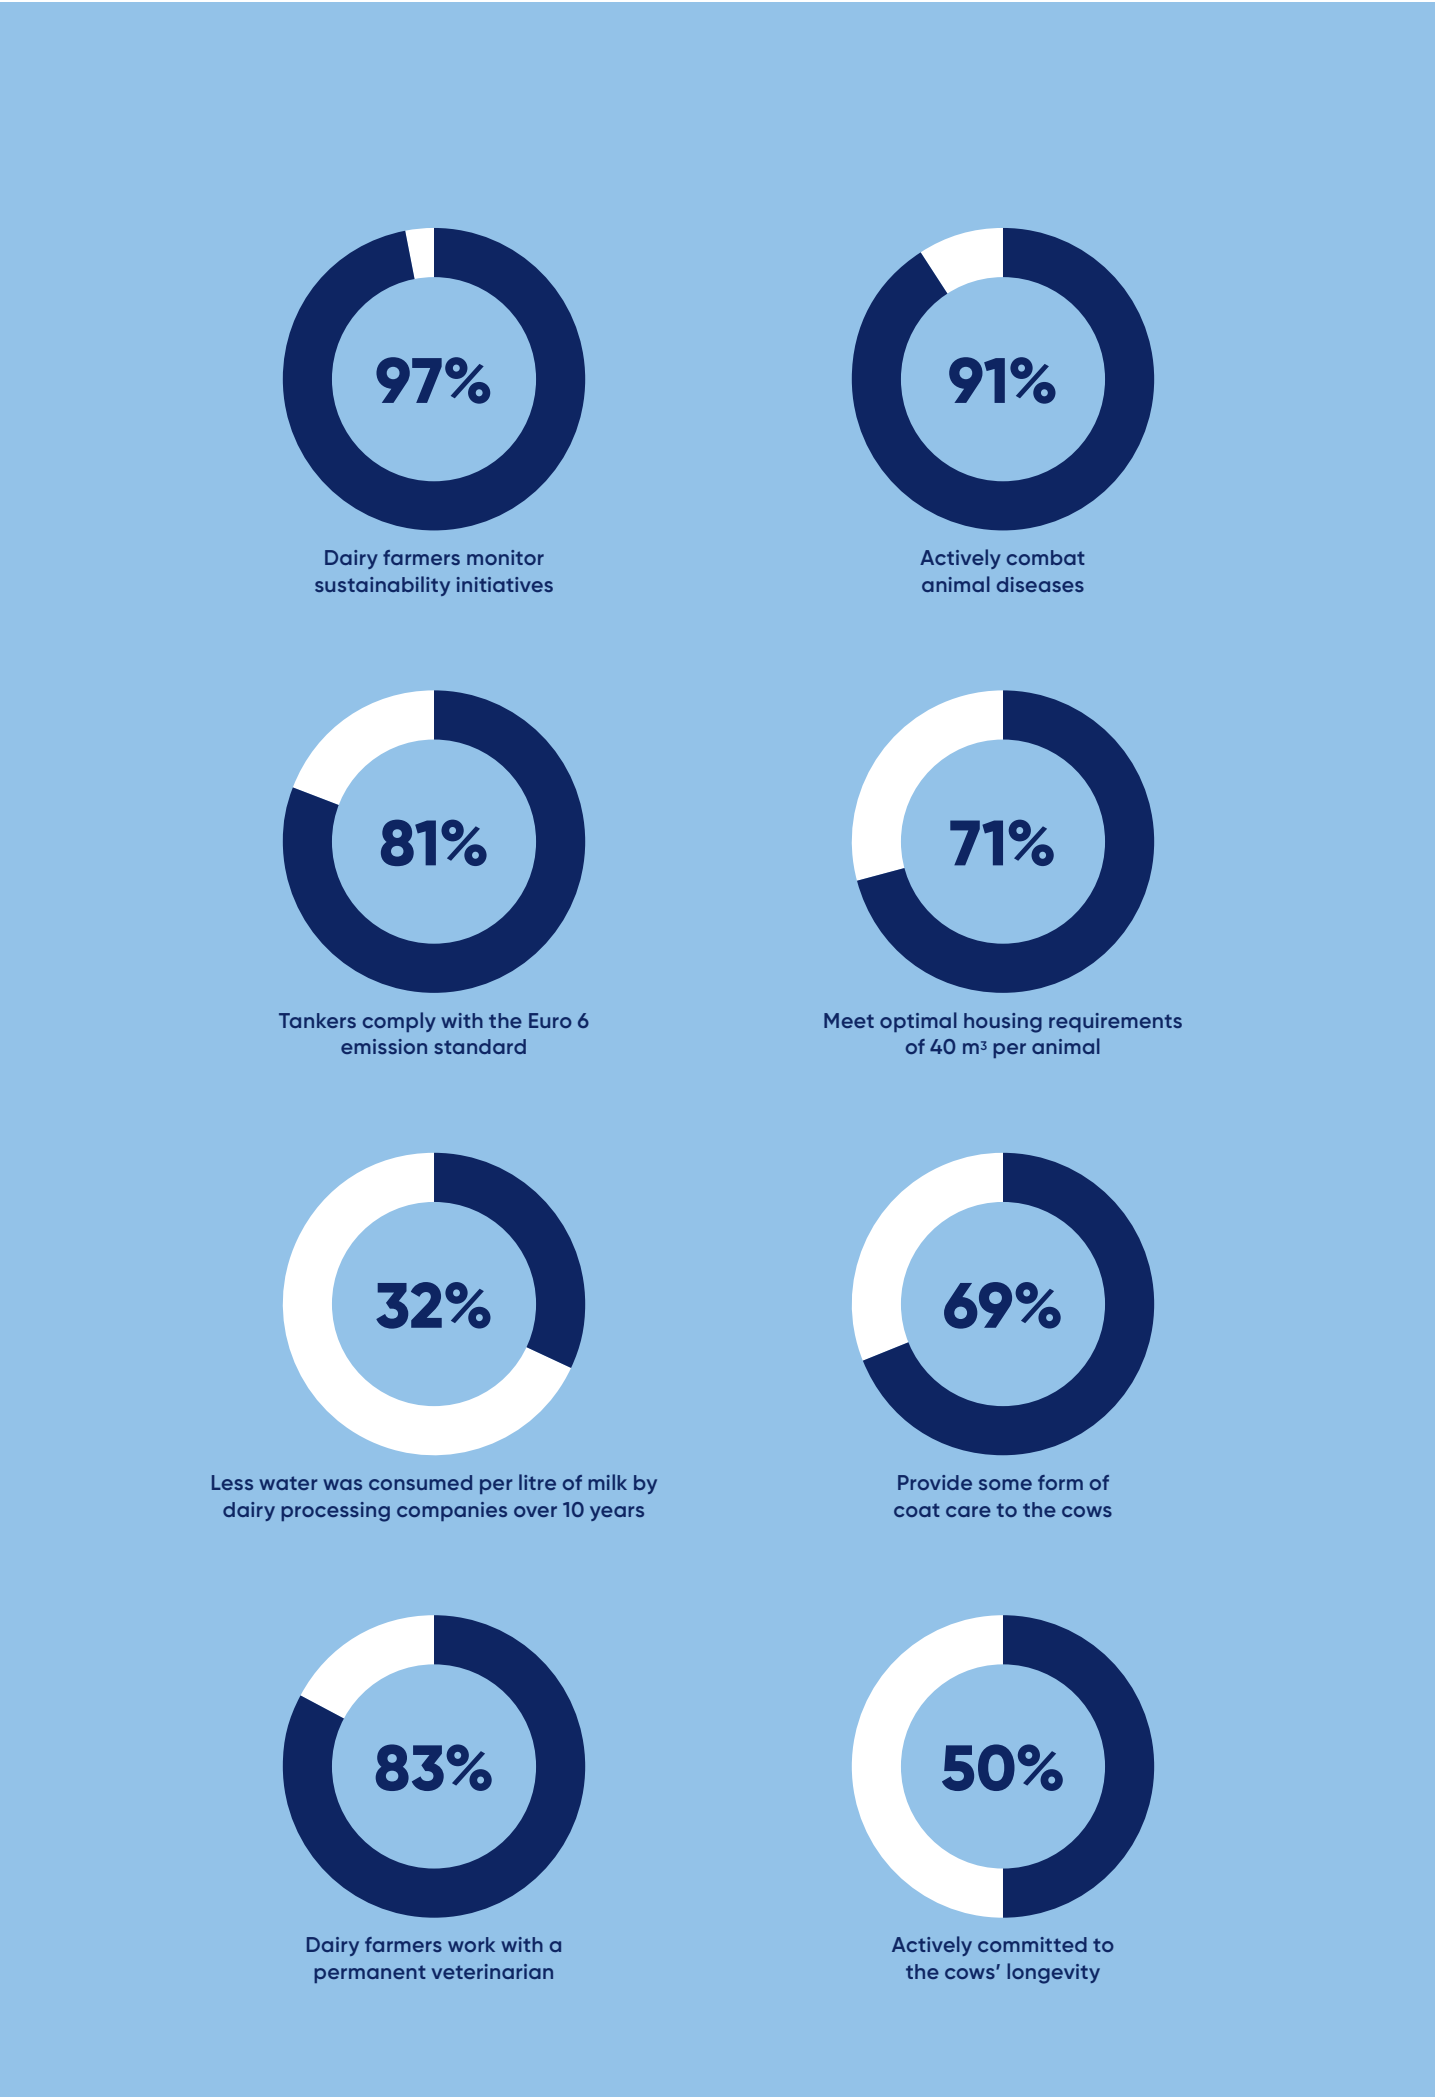 97%
Dairy farmers monitor
sustainability initiatives
91%
Actively combat
animal diseases
81%
Tankers comply with the Euro 6
emission standard
71%
Meet optimal housing requirements
of 40 m³ per animal
32%
Less water was consumed per litre of milk by
dairy processing companies over 10 years
69%
Provide some form of
coat care to the cows
83%
Dairy farmers work with a
permanent veterinarian
50%
Actively committed to
the cows’ longevity